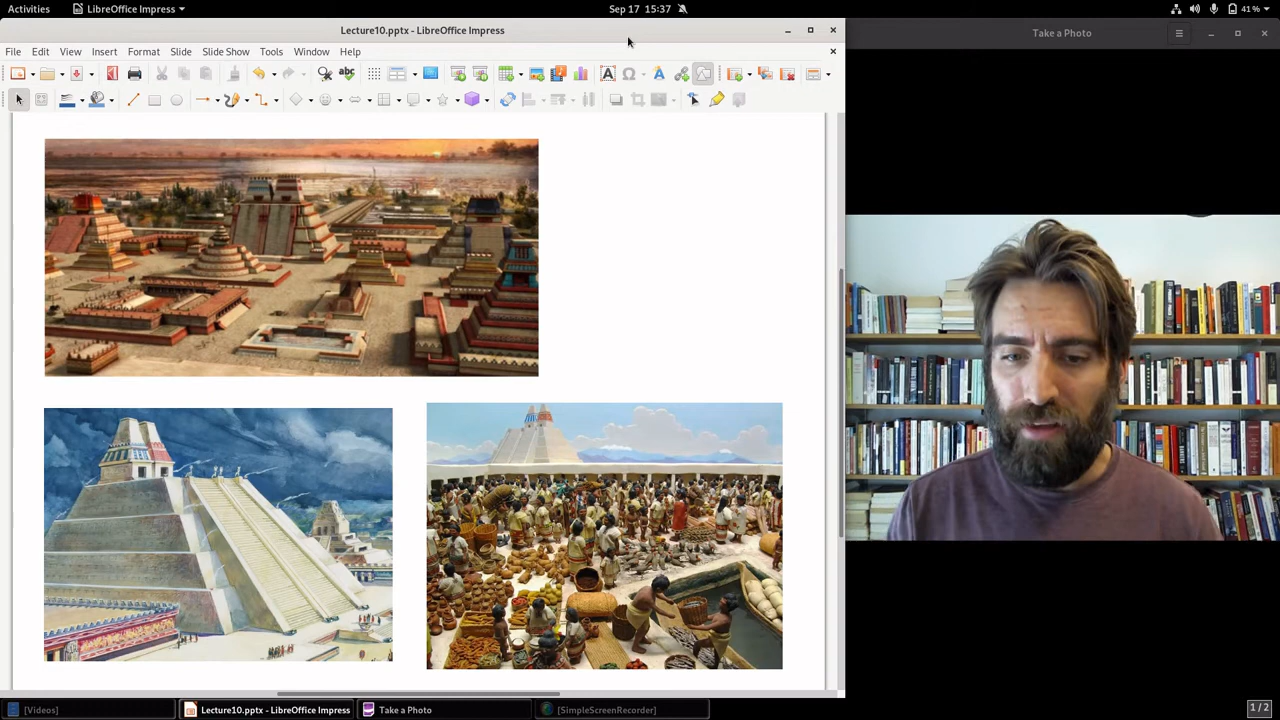 Activities LibreOffice Impress Sep 17 15:37 41 %
Lecture10.pptx - LibreOffice Impress
Take a Photo
File Edit View Insert Format Slide Slide Show Tools Window Help
abc
[Videos] Lecture10.pptx - LibreOffice Impress Take a Photo [SimpleScreenRecorder] 1 / 2